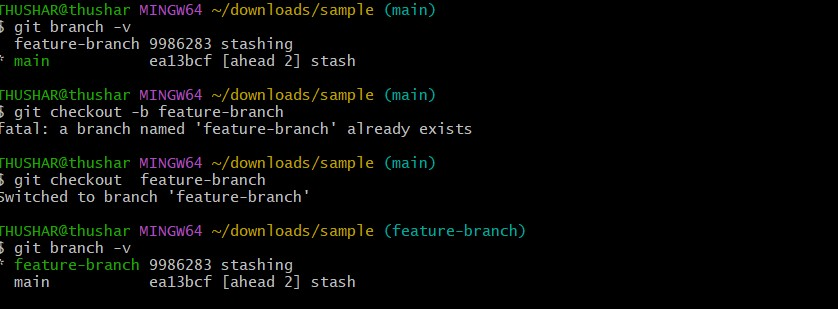 THUSHAR@thushar MINGW64 ~/downloads/sample (main)
$ git branch -v
  feature-branch 9986283 stashing
* main           ea13bcf [ahead 2] stash
THUSHAR@thushar MINGW64 ~/downloads/sample (main)
$ git checkout -b feature-branch
fatal: a branch named 'feature-branch' already exists
THUSHAR@thushar MINGW64 ~/downloads/sample (main)
$ git checkout  feature-branch
Switched to branch 'feature-branch'
THUSHAR@thushar MINGW64 ~/downloads/sample (feature-branch)
$ git branch -v
* feature-branch 9986283 stashing
  main           ea13bcf [ahead 2] stash